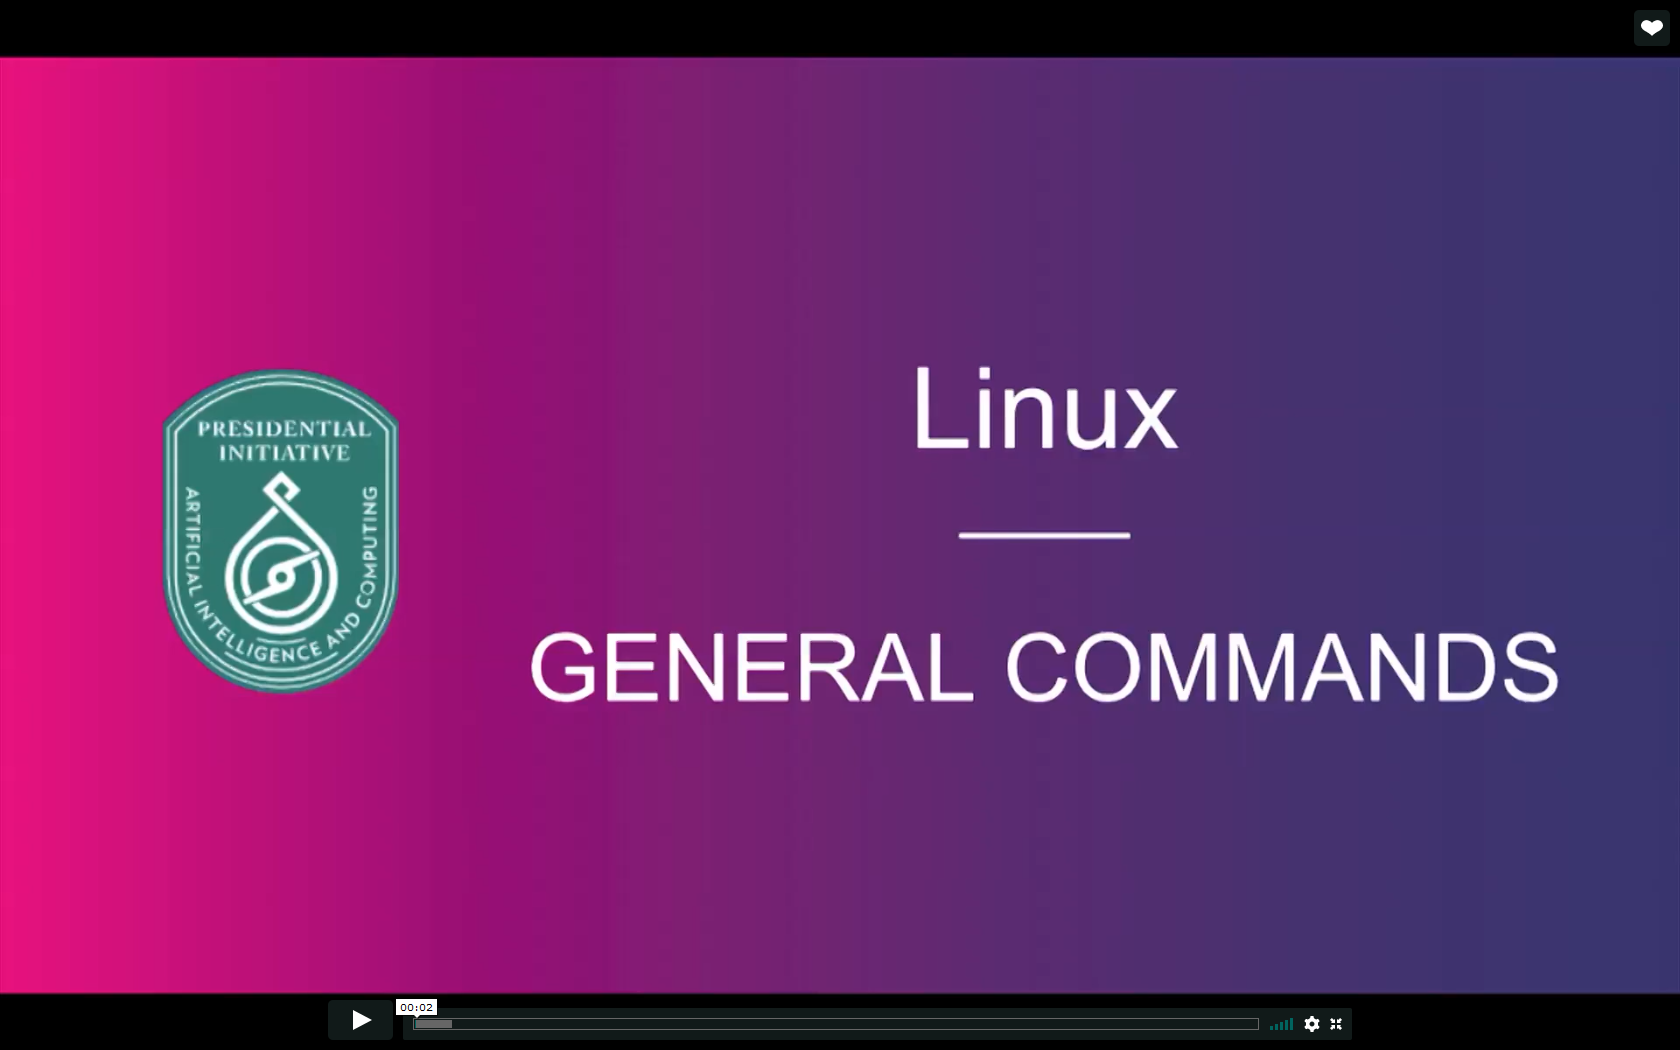 PRESIDENTIAL
INITIATIVE
ARTIFICIAL INTELLIGENCE AND COMPUTING
Linux
GENERAL COMMANDS
00:02